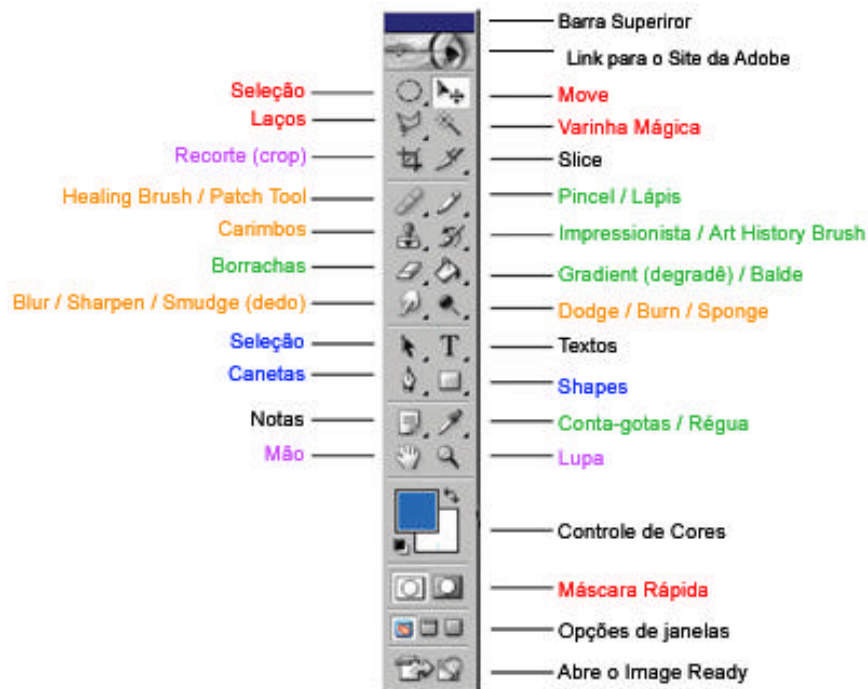 Barra Superiror
Link para o Site da Adobe
Seleção
Move
Laços
Varinha Mágica
Recorte (crop)
Slice
Healing Brush / Patch Tool
Pincel / Lápis
Carimbos
Impressionista / Art History Brush
Borrachas
Gradient (degradê) / Balde
Blur / Sharpen / Smudge (dedo)
Dodge / Burn / Sponge
Seleção
T
Textos
Canetas
Shapes
Notas
Conta-gotas / Régua
Mão
Lupa
Controle de Cores
Máscara Rápida
Opções de janelas
Abre o Image Ready